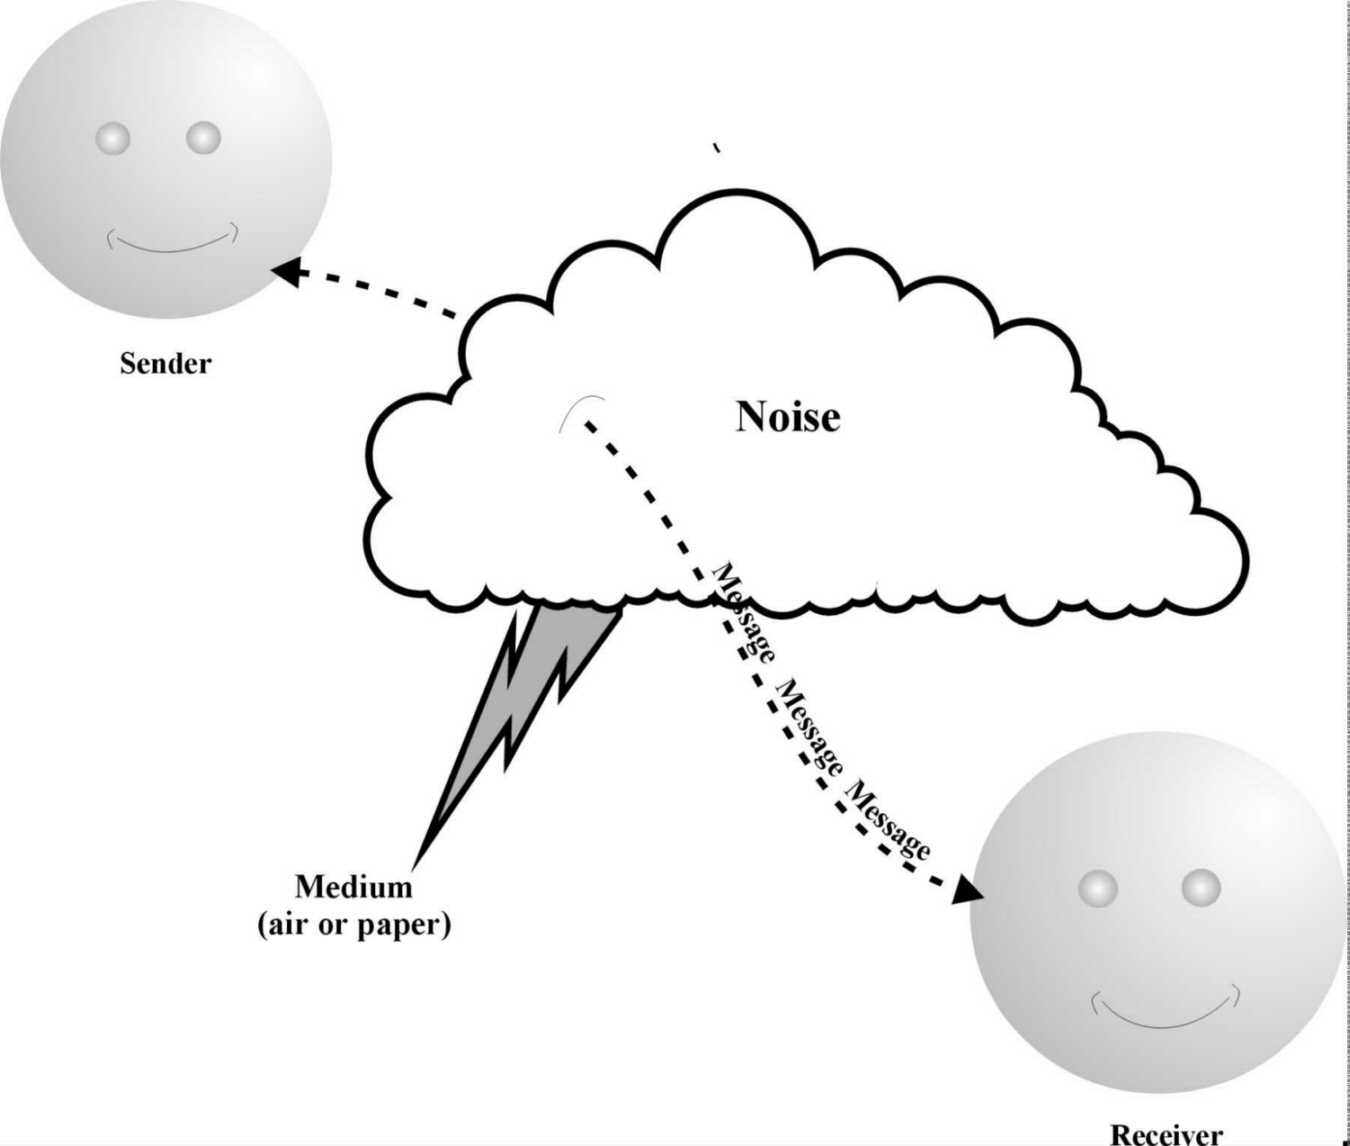 Sender
Noise
Message Message Message
Medium
(air or paper)
Receiver